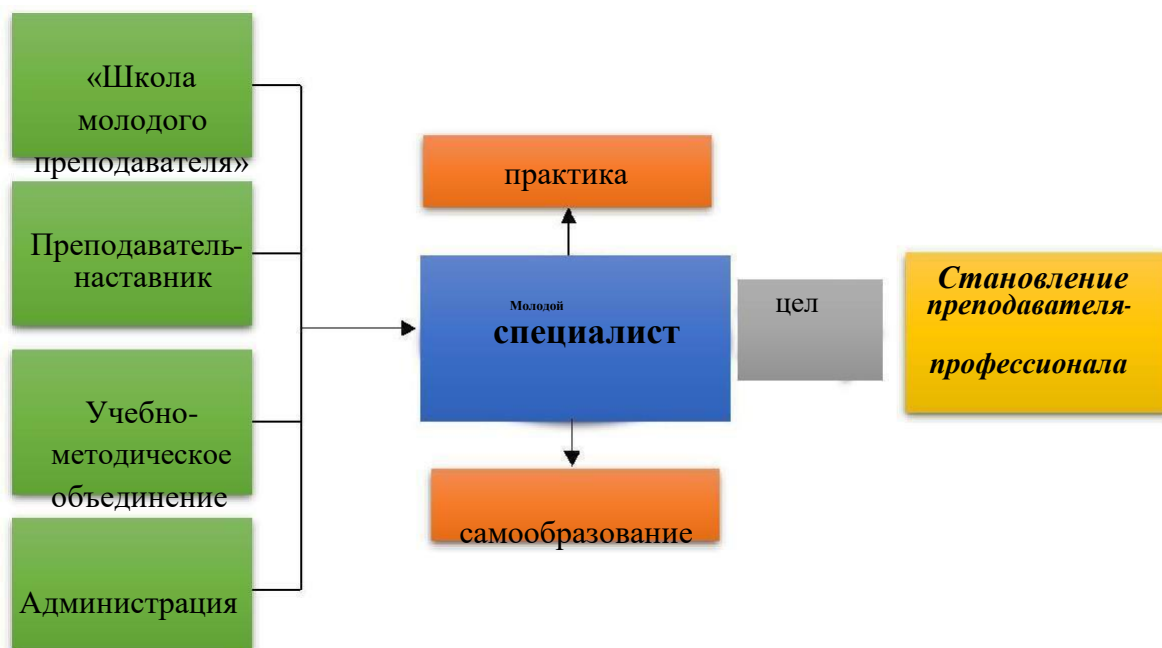 «Школа
молодого
преподавателя»
Преподаватель-
наставник
Учебно-
методическое
объединение
Администрация
практика
Молодой
специалист
самообразование
цел
Становление
преподавателя-
профессионала